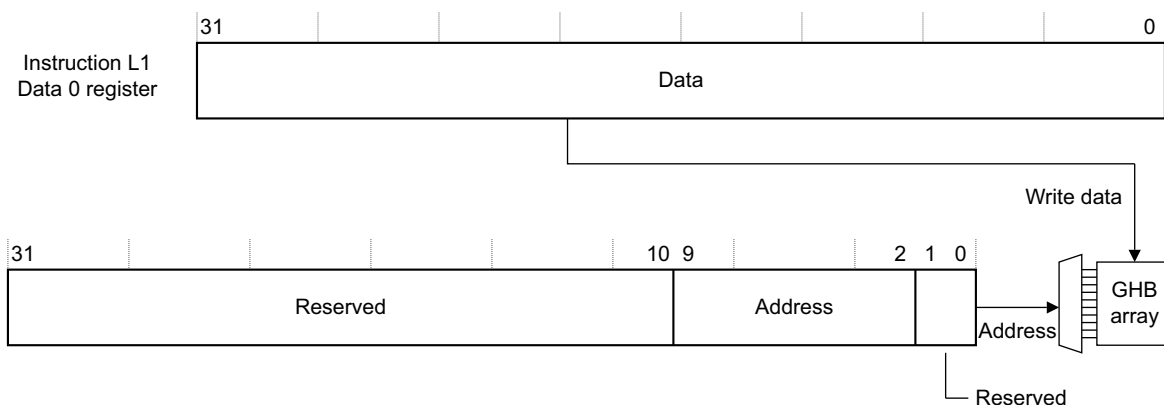 31 0
Instruction L1
Data 0 register
Data
Write data
31 10 9 2 1 0
Reserved Address
GHB
array
Address
Reserved